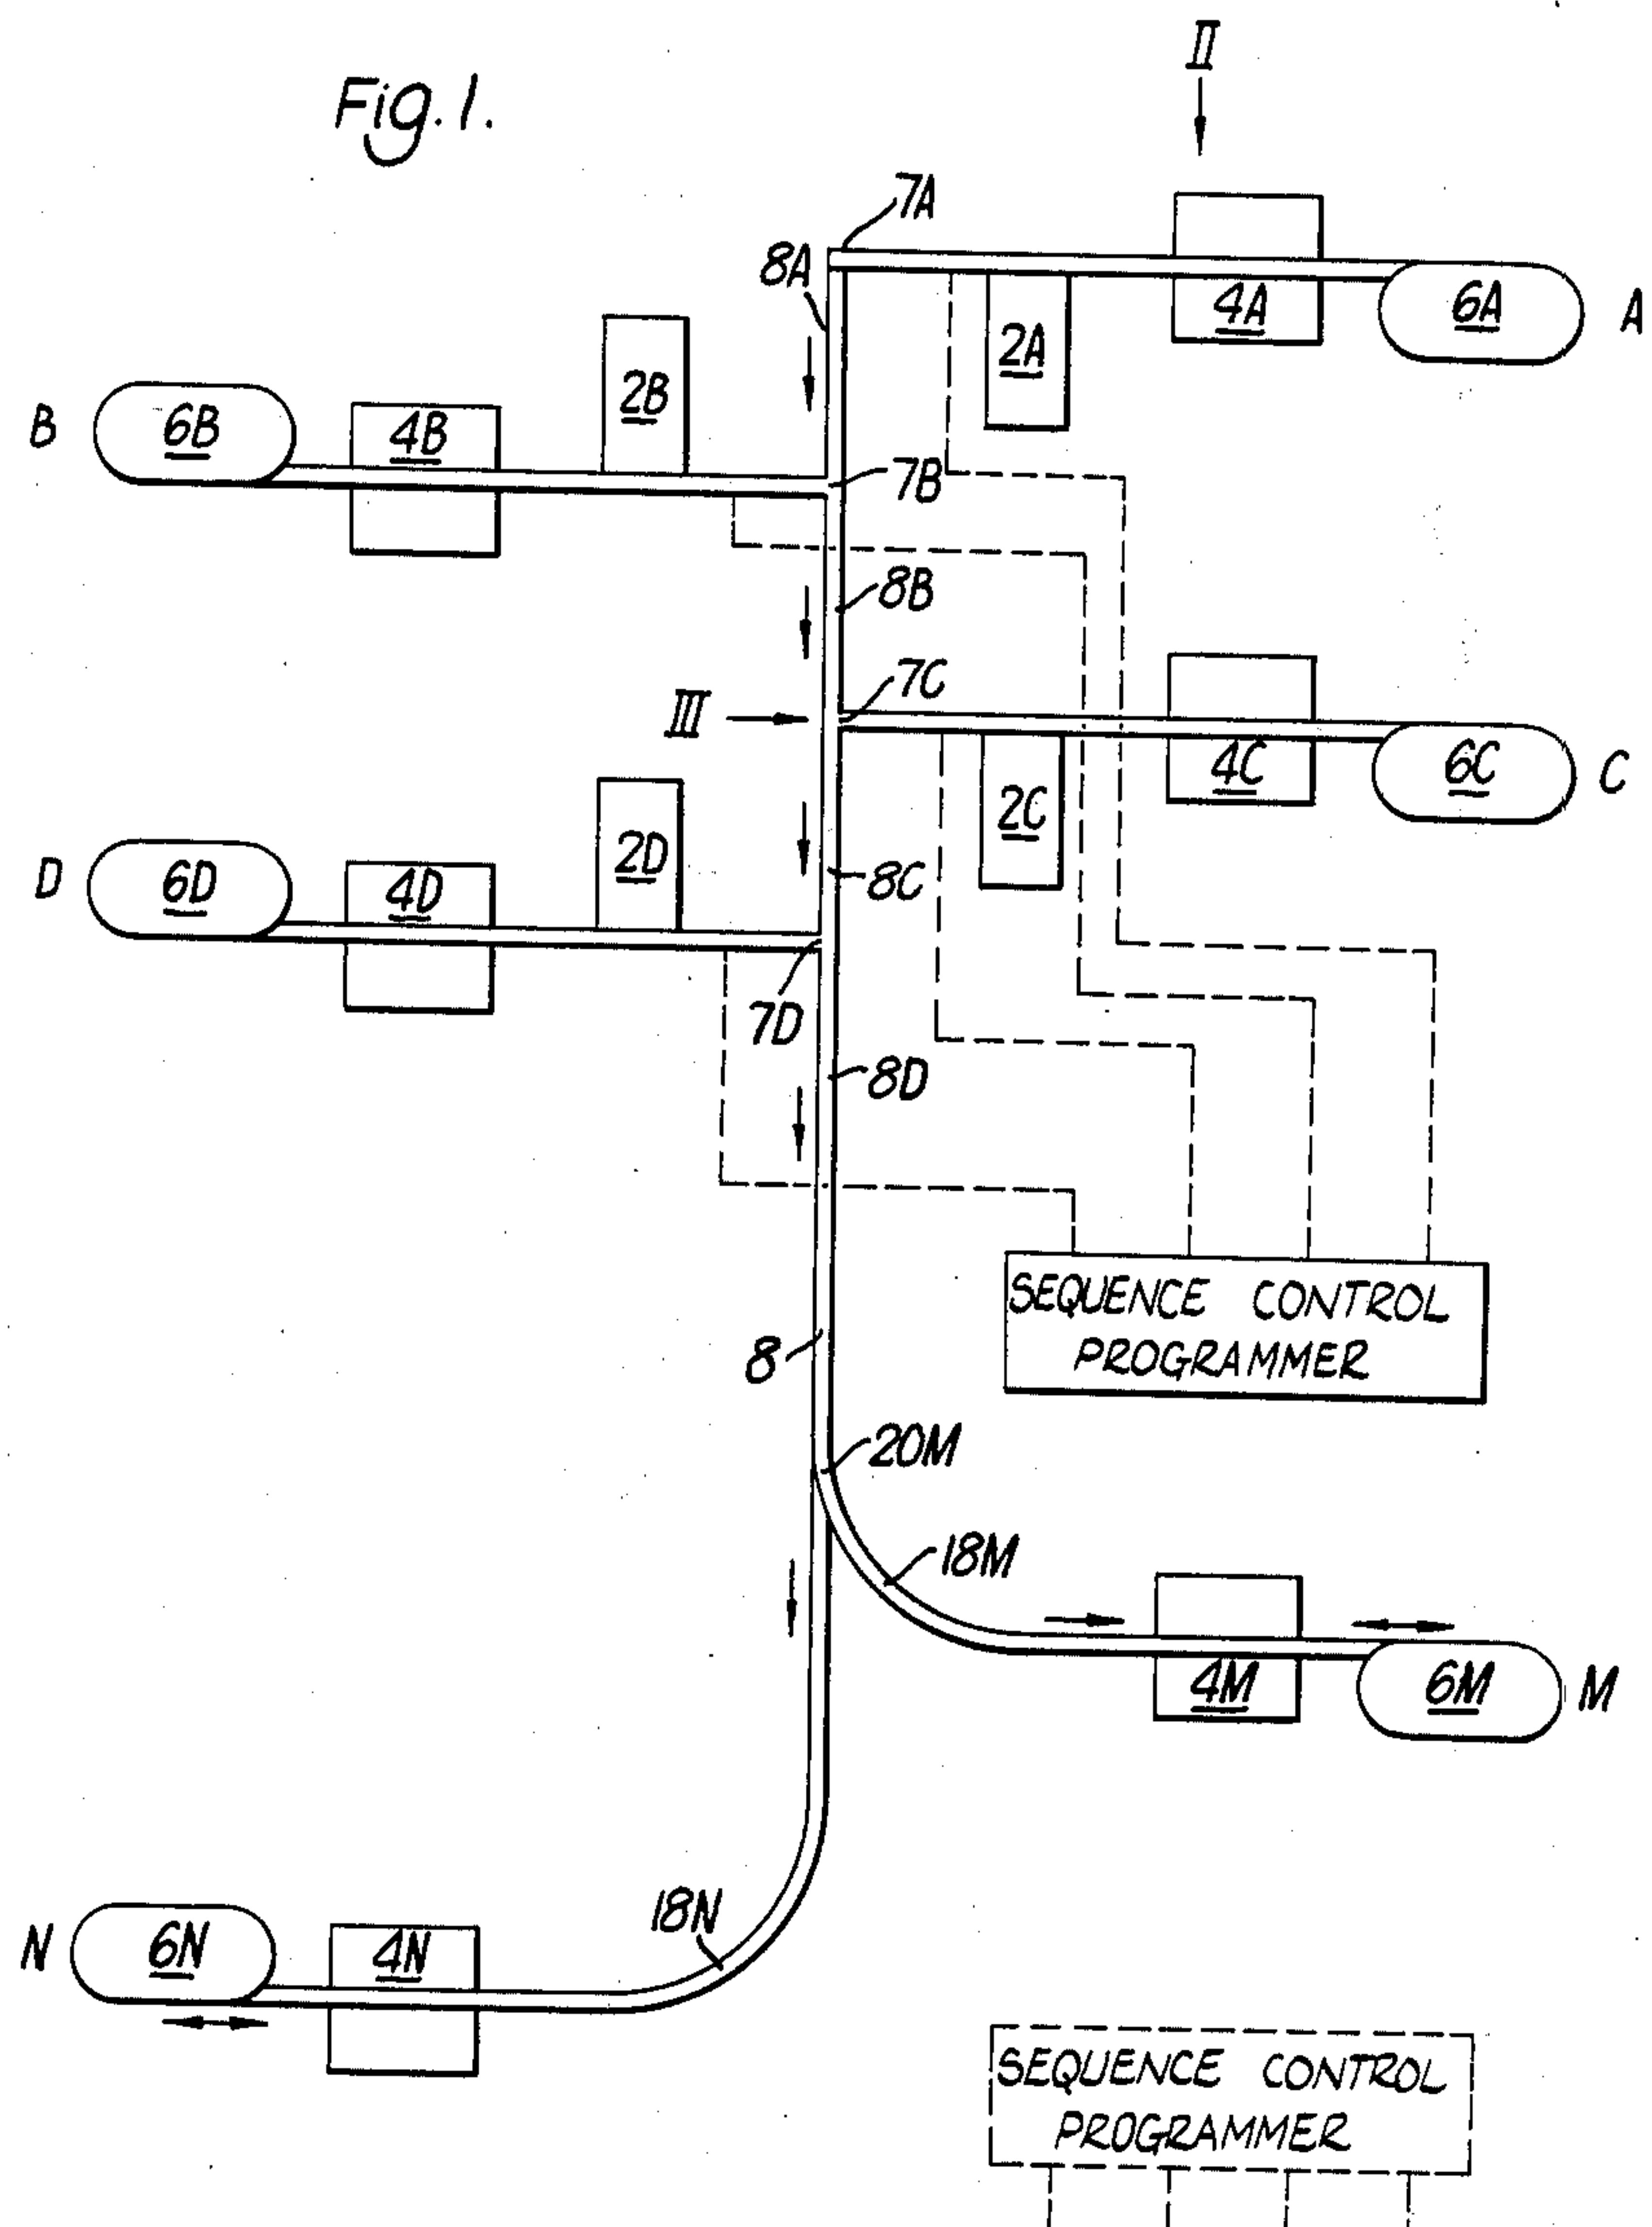 II
Fig. 1.
7A
8A
4A
6A
A
2A
2B
B
6B
4B
7B
8B
7C
III
4C
6C
C
2C
2D
D
6D
4D
8C
7D
8D
SEQUENCE CONTROL
PROGRAMMER
8
20M
18M
4M
6M
M
18N
N
6N
4N
SEQUENCE CONTROL
PROGRAMMER